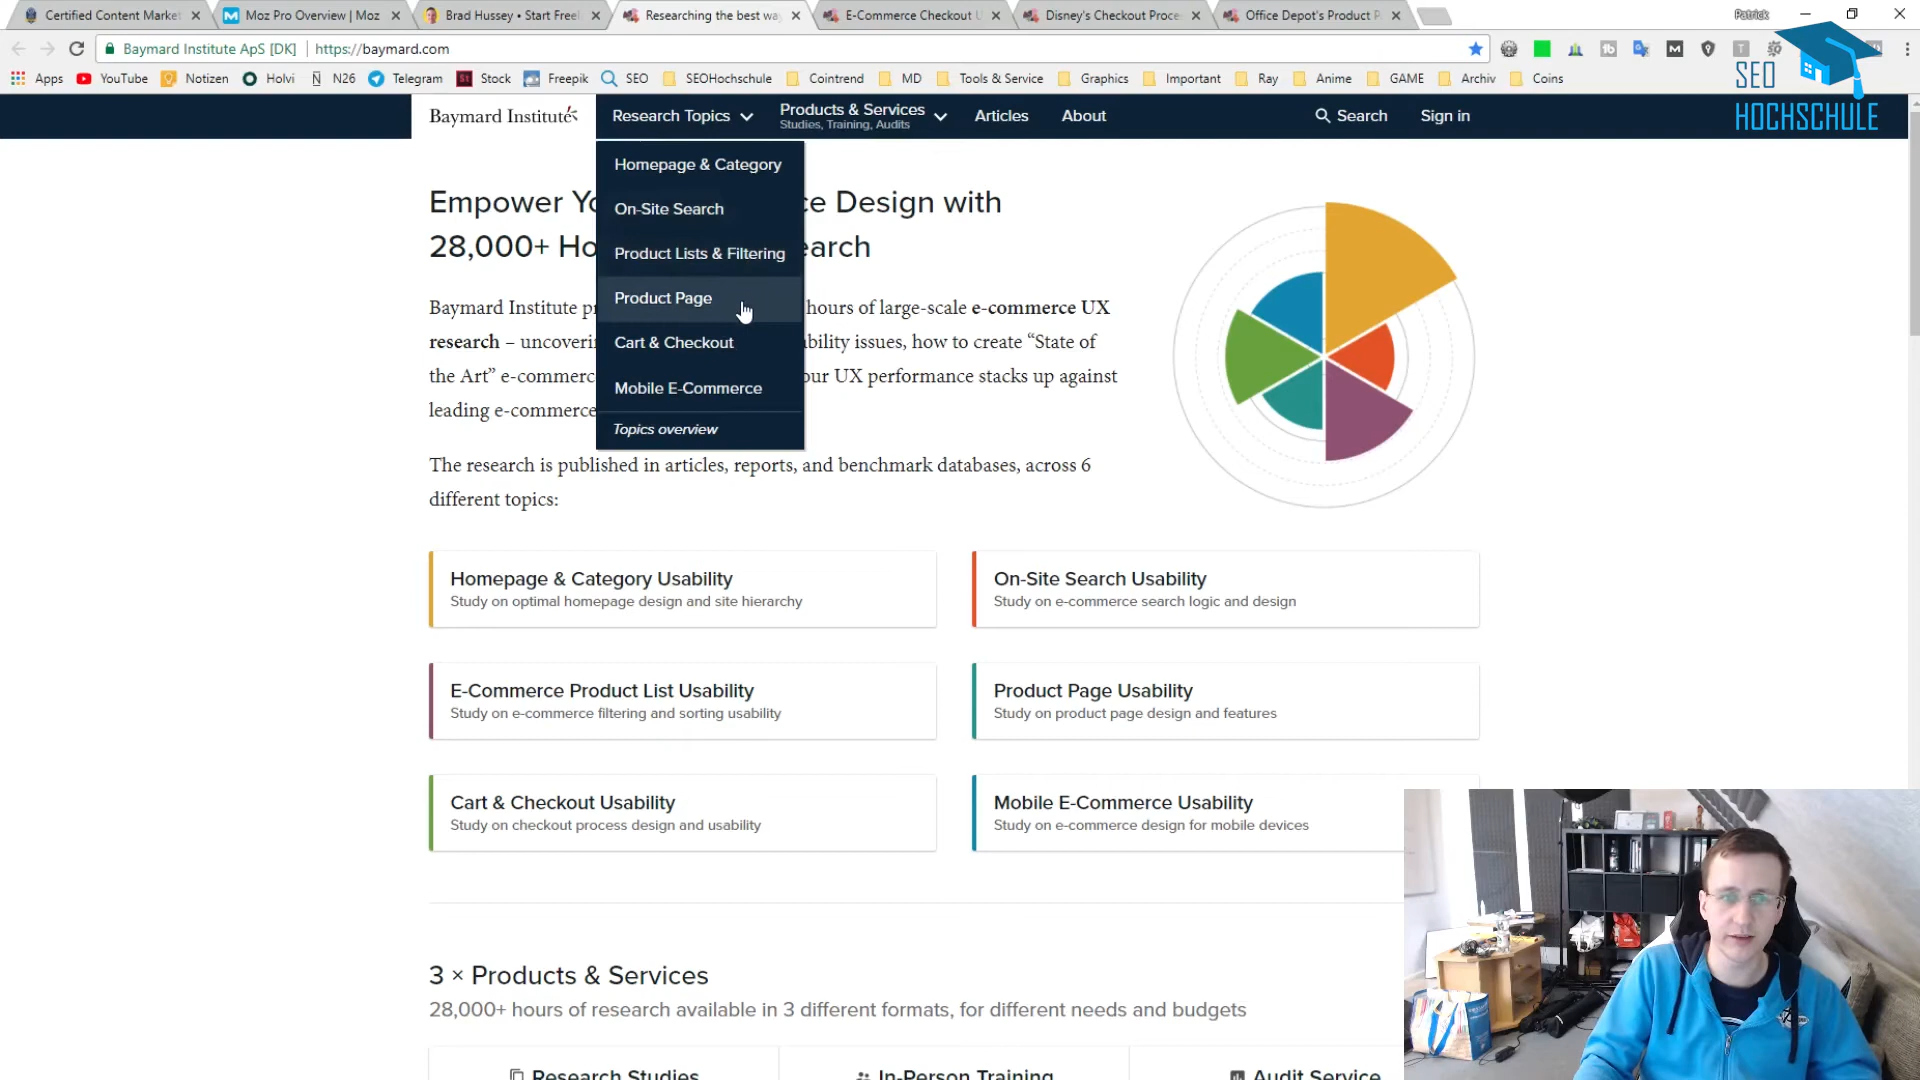 Certified Content Market
Moz Pro Overview | Moz
Brad Hussey • Start Freel
Researching the best way
E-Commerce Checkout U
Disney's Checkout Proce
Office Depot's Product P
Patrick
Baymard Institute ApS [DK]
https://baymard.com
Apps
YouTube
Notizen
Holvi
N26
Telegram
Stock
Freepik
SEO
SEOHochschule
Cointrend
MD
Tools & Service
Graphics
Important
Ray
Anime
GAME
Archiv
Coins
SEO
HOCHSCHULE
Baymard Institute
Research Topics
Products & Services
Studies, Training, Audits
Articles
About
Search
Sign in
Homepage & Category
On-Site Search
Product Lists & Filtering
Product Page
Cart & Checkout
Mobile E-Commerce
Topics overview
Empower Yo ce Design with
28,000+ Ho earch
Baymard Institute p hours of large-scale e-commerce UX
research – uncoveri bility issues, how to create “State of
the Art” e-commerc our UX performance stacks up against
leading e-commerce
The research is published in articles, reports, and benchmark databases, across 6
different topics:
Homepage & Category Usability
Study on optimal homepage design and site hierarchy
On-Site Search Usability
Study on e-commerce search logic and design
E-Commerce Product List Usability
Study on e-commerce filtering and sorting usability
Product Page Usability
Study on product page design and features
Cart & Checkout Usability
Study on checkout process design and usability
Mobile E-Commerce Usability
Study on e-commerce design for mobile devices
3 × Products & Services
28,000+ hours of research available in 3 different formats, for different needs and budgets
Research Studies
In-Person Training
Audit Service